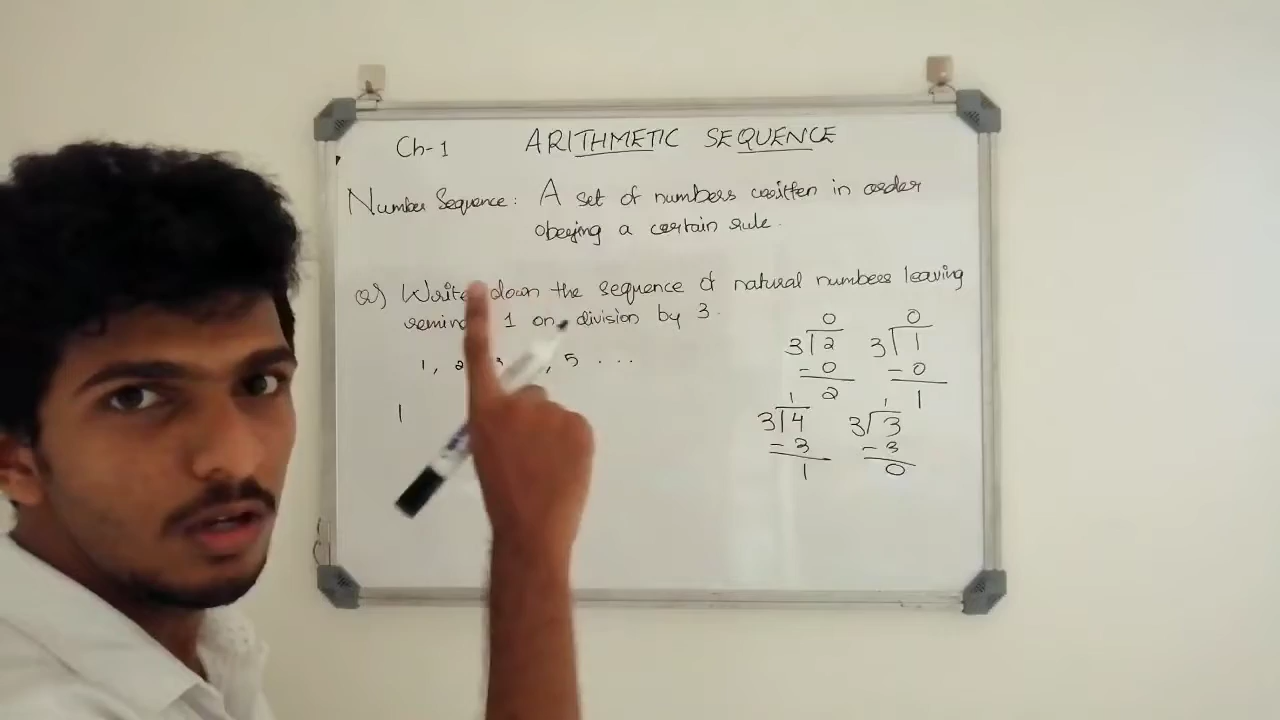 Ch-1 ARITHMETIC SEQUENCE
Number Sequence: A set of numbers written in order
obeying a certain rule.
Q) Write down the sequence of natural numbers leaving
1 on division by 3.
1, 2 3 , 5 ...
1
0
3 2
- 0
2
0
3 1
- 0
1
1
3 4
- 3
1
1
3 3
- 3
0